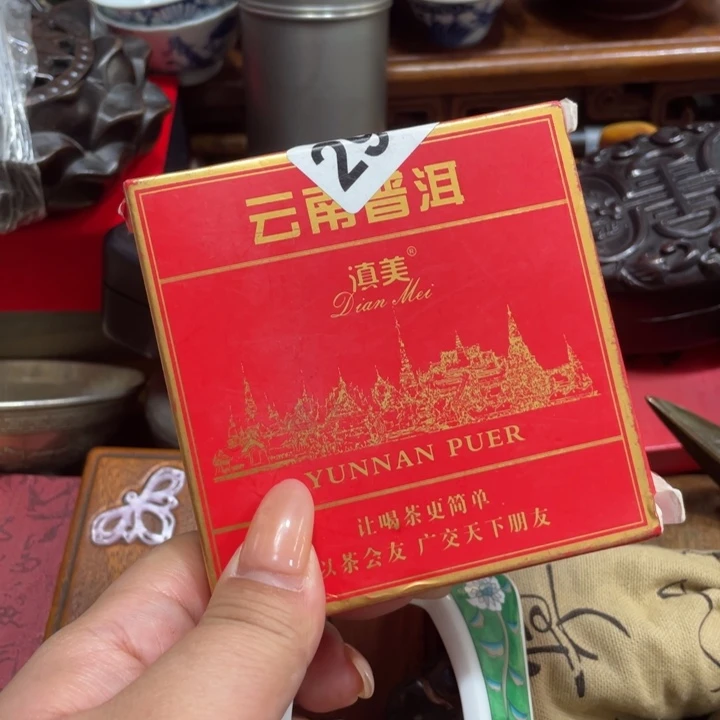 云南普洱
滇美®
Dian Mei
YUNNAN PUER
让喝茶更简单
以茶会友 广交天下朋友